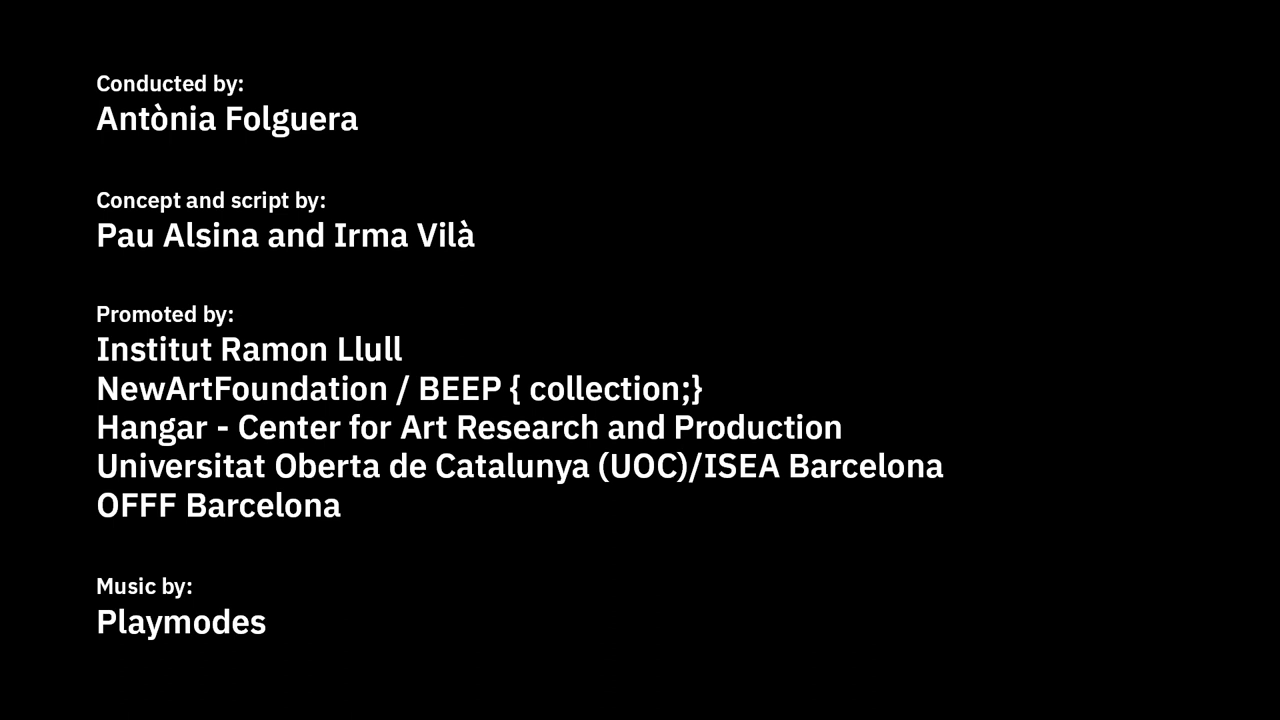 Conducted by:
Antònia Folguera
Concept and script by:
Pau Alsina and Irma Vilà
Promoted by:
Institut Ramon Llull
NewArtFoundation / BEEP { collection;}
Hangar - Center for Art Research and Production
Universitat Oberta de Catalunya (UOC)/ISEA Barcelona
OFFF Barcelona
Music by:
Playmodes